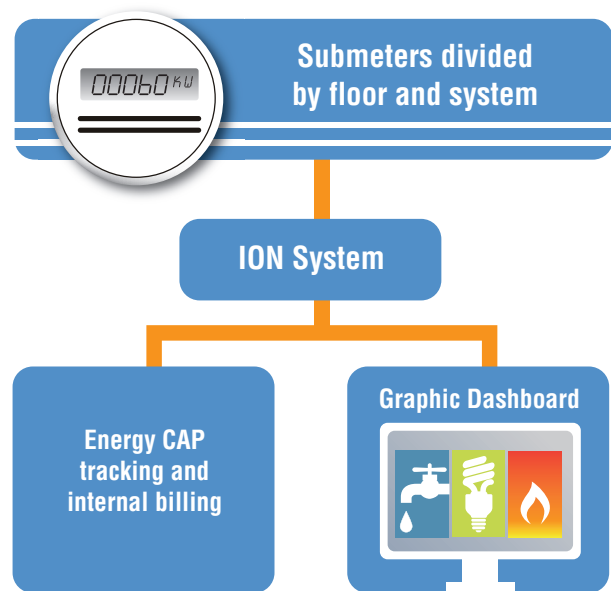 Submeters divided
by floor and system
00060 KW
ION System
Energy CAP
tracking and
internal billing
Graphic Dashboard